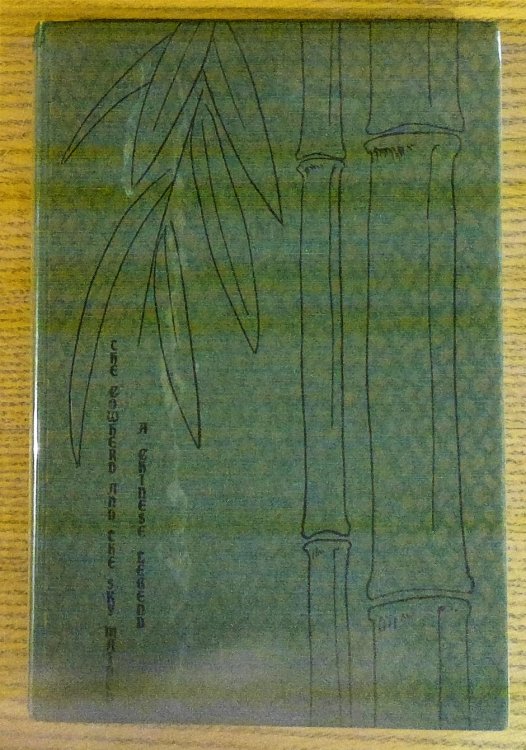 THE COWHERD AND THE SKY MAIDEN
A CHINESE LEGEND